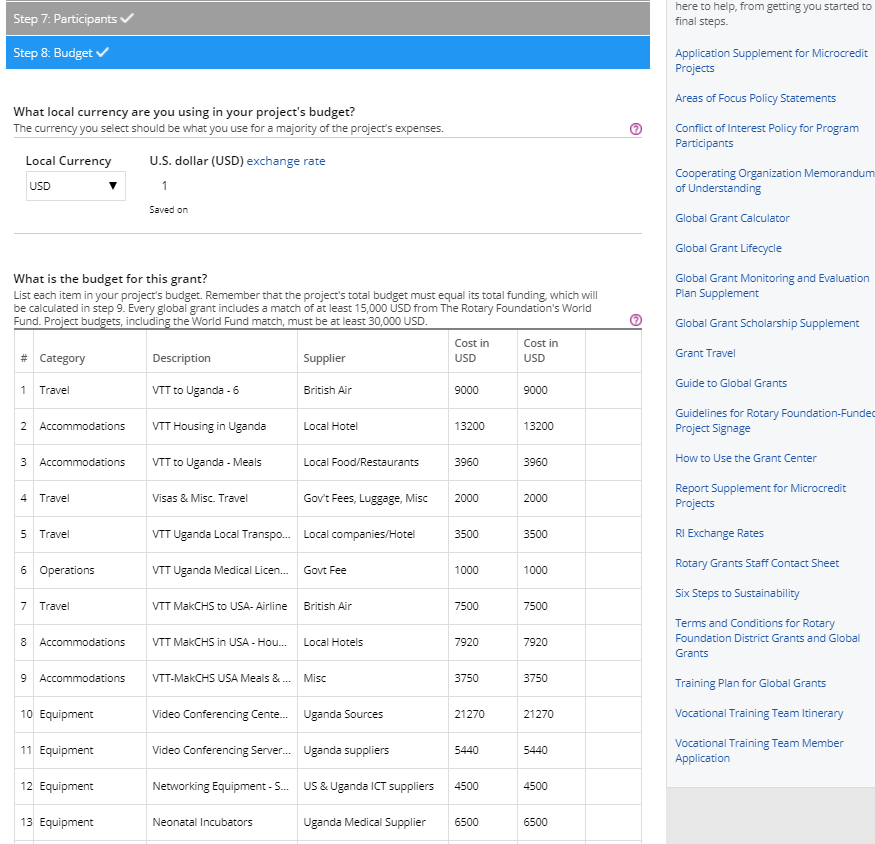 Step 7: Participants ✓
Step 8: Budget ✓
What local currency are you using in your project's budget?
The currency you select should be what you use for a majority of the project's expenses.
Local Currency U.S. dollar (USD) exchange rate
USD ▼ 1
Saved on
What is the budget for this grant?
List each item in your project's budget. Remember that the project's total budget must equal its total funding, which will
be calculated in step 9. Every global grant includes a match of at least 15,000 USD from The Rotary Foundation's World
Fund. Project budgets, including the World Fund match, must be at least 30,000 USD.
# Category Description Supplier Cost in USD Cost in USD
1 Travel VTT to Uganda - 6 British Air 9000 9000
2 Accommodations VTT Housing in Uganda Local Hotel 13200 13200
3 Accommodations VTT to Uganda - Meals Local Food/Restaurants 3960 3960
4 Travel Visas & Misc. Travel Gov't Fees, Luggage, Misc 2000 2000
5 Travel VTT Uganda Local Transpo... Local companies/Hotel 3500 3500
6 Operations VTT Uganda Medical Licen... Govt Fee 1000 1000
7 Travel VTT MakCHS to USA- Airline British Air 7500 7500
8 Accommodations VTT MakCHS in USA - Hou... Local Hotels 7920 7920
9 Accommodations VTT-MakCHS USA Meals & ... Misc 3750 3750
10 Equipment Video Conferencing Cente... Uganda Sources 21270 21270
11 Equipment Video Conferencing Server... Uganda suppliers 5440 5440
12 Equipment Networking Equipment - S... US & Uganda ICT suppliers 4500 4500
13 Equipment Neonatal Incubators Uganda Medical Supplier 6500 6500
here to help, from getting you started to
final steps.
Application Supplement for Microcredit
Projects
Areas of Focus Policy Statements
Conflict of Interest Policy for Program
Participants
Cooperating Organization Memorandum
of Understanding
Global Grant Calculator
Global Grant Lifecycle
Global Grant Monitoring and Evaluation
Plan Supplement
Global Grant Scholarship Supplement
Grant Travel
Guide to Global Grants
Guidelines for Rotary Foundation-Funded
Project Signage
How to Use the Grant Center
Report Supplement for Microcredit
Projects
RI Exchange Rates
Rotary Grants Staff Contact Sheet
Six Steps to Sustainability
Terms and Conditions for Rotary
Foundation District Grants and Global
Grants
Training Plan for Global Grants
Vocational Training Team Itinerary
Vocational Training Team Member
Application